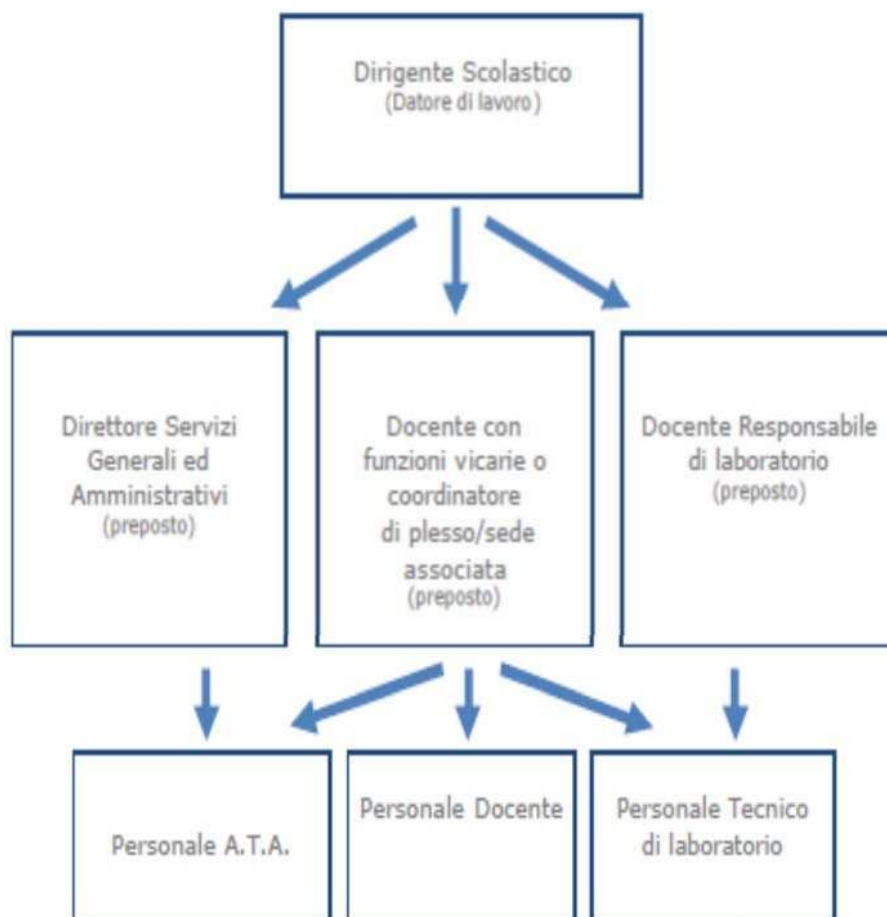 Dirigente Scolastico
(Datore di lavoro)
Direttore Servizi
Generali ed
Amministrativi
(preposto)
Docente con
funzioni vicarie o
coordinatore
di plesso/sede
associata
(preposto)
Docente Responsabile
di laboratorio
(preposto)
Personale A.T.A.
Personale Docente
Personale Tecnico
di laboratorio